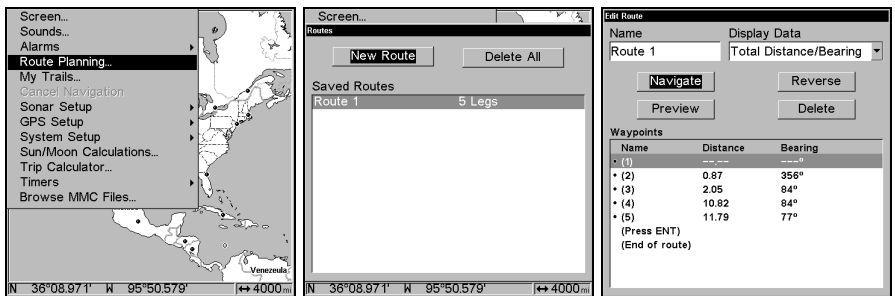 Screen...
Sounds...
Alarms
Route Planning...
My Trails...
Cancel Navigation
Sonar Setup
GPS Setup
System Setup
Sun/Moon Calculations...
Trip Calculator...
Timers
Browse MMC Files...
Venezuela
N 36°08.971' W 95°50.579' ↔ 4000 mi
Screen...
Routes
New Route Delete All
Saved Routes
Route 1 5 Legs
N 36°08.971' W 95°50.579' ↔ 4000 mi
Edit Route
Name Display Data
Route 1 Total Distance/Bearing
Navigate Reverse
Preview Delete
Waypoints
Name Distance Bearing
• (1) --.-- ---°
• (2) 0.87 356°
• (3) 2.05 84°
• (4) 10.82 84°
• (5) 11.79 77°
(Press ENT)
(End of route)